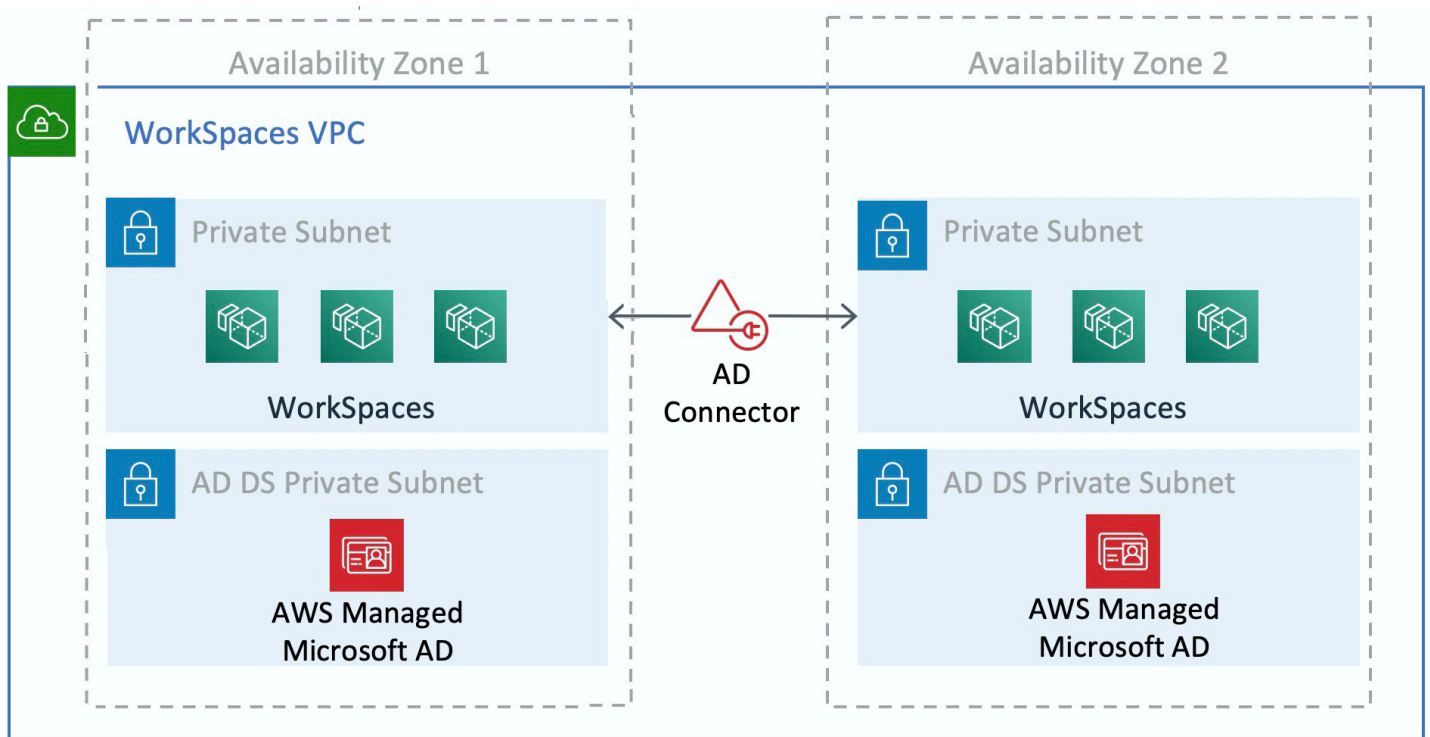 Availability Zone 1
Availability Zone 2
WorkSpaces VPC
Private Subnet
WorkSpaces
AD
Connector
Private Subnet
WorkSpaces
AD DS Private Subnet
AWS Managed
Microsoft AD
AD DS Private Subnet
AWS Managed
Microsoft AD